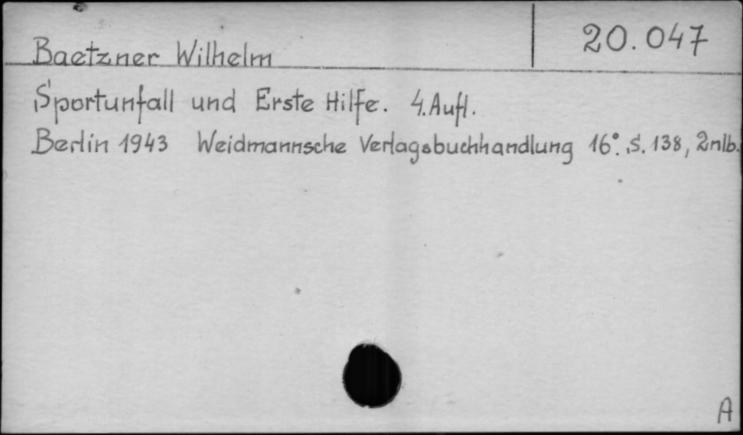 20.047
Baetzner Wilhelm
Sportunfall und Erste Hilfe. 4. Aufl.
Berlin 1943 Weidmannsche Verlagsbuchhandlung 16°. S. 138, 2nlb.
A